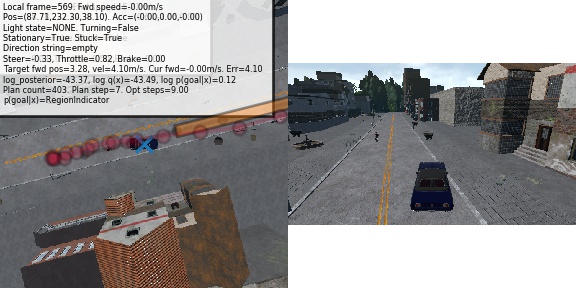 Local frame=569. Fwd speed=-0.00m/s
Pos=(87.71,232.30,38.10). Acc=(-0.00,0.00,-0.00)
Light state=NONE. Turning=False
Stationary=True. Stuck=True
Direction string=empty
Steer=-0.33, Throttle=0.82, Brake=0.00
Target fwd pos=3.28, vel=4.10m/s. Cur fwd=-0.00m/s. Err=4.10
log_posterior=-43.37, log q(x)=-43.49, log p(goal|x)=0.12
Plan count=403. Plan step=7. Opt steps=9.00
p(goal|x)=RegionIndicator